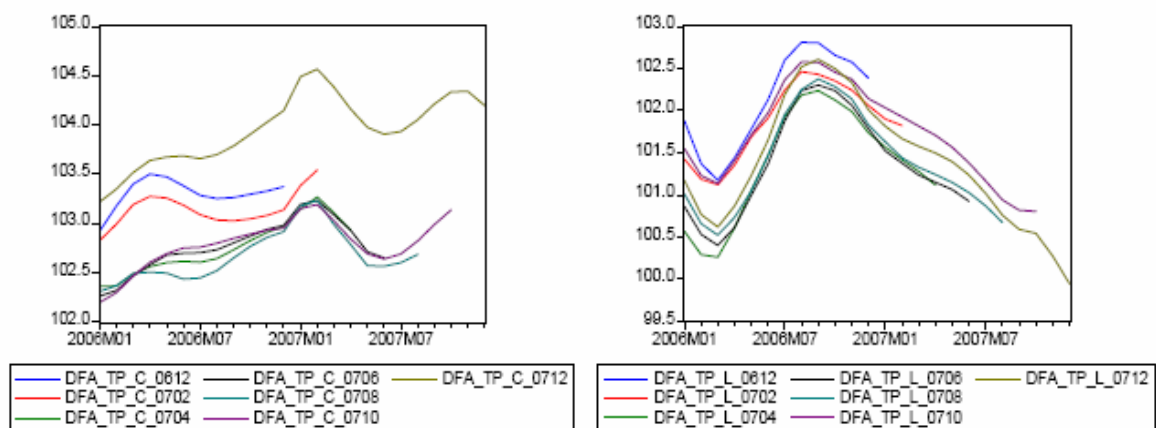 105.0
104.5
104.0
103.5
103.0
102.5
102.0
2006M01 2006M07 2007M01 2007M07
DFA_TP_C_0612 DFA_TP_C_0706 DFA_TP_C_0712
DFA_TP_C_0702 DFA_TP_C_0708
DFA_TP_C_0704 DFA_TP_C_0710
103.0
102.5
102.0
101.5
101.0
100.5
100.0
99.5
2006M01 2006M07 2007M01 2007M07
DFA_TP_L_0612 DFA_TP_L_0706 DFA_TP_L_0712
DFA_TP_L_0702 DFA_TP_L_0708
DFA_TP_L_0704 DFA_TP_L_0710